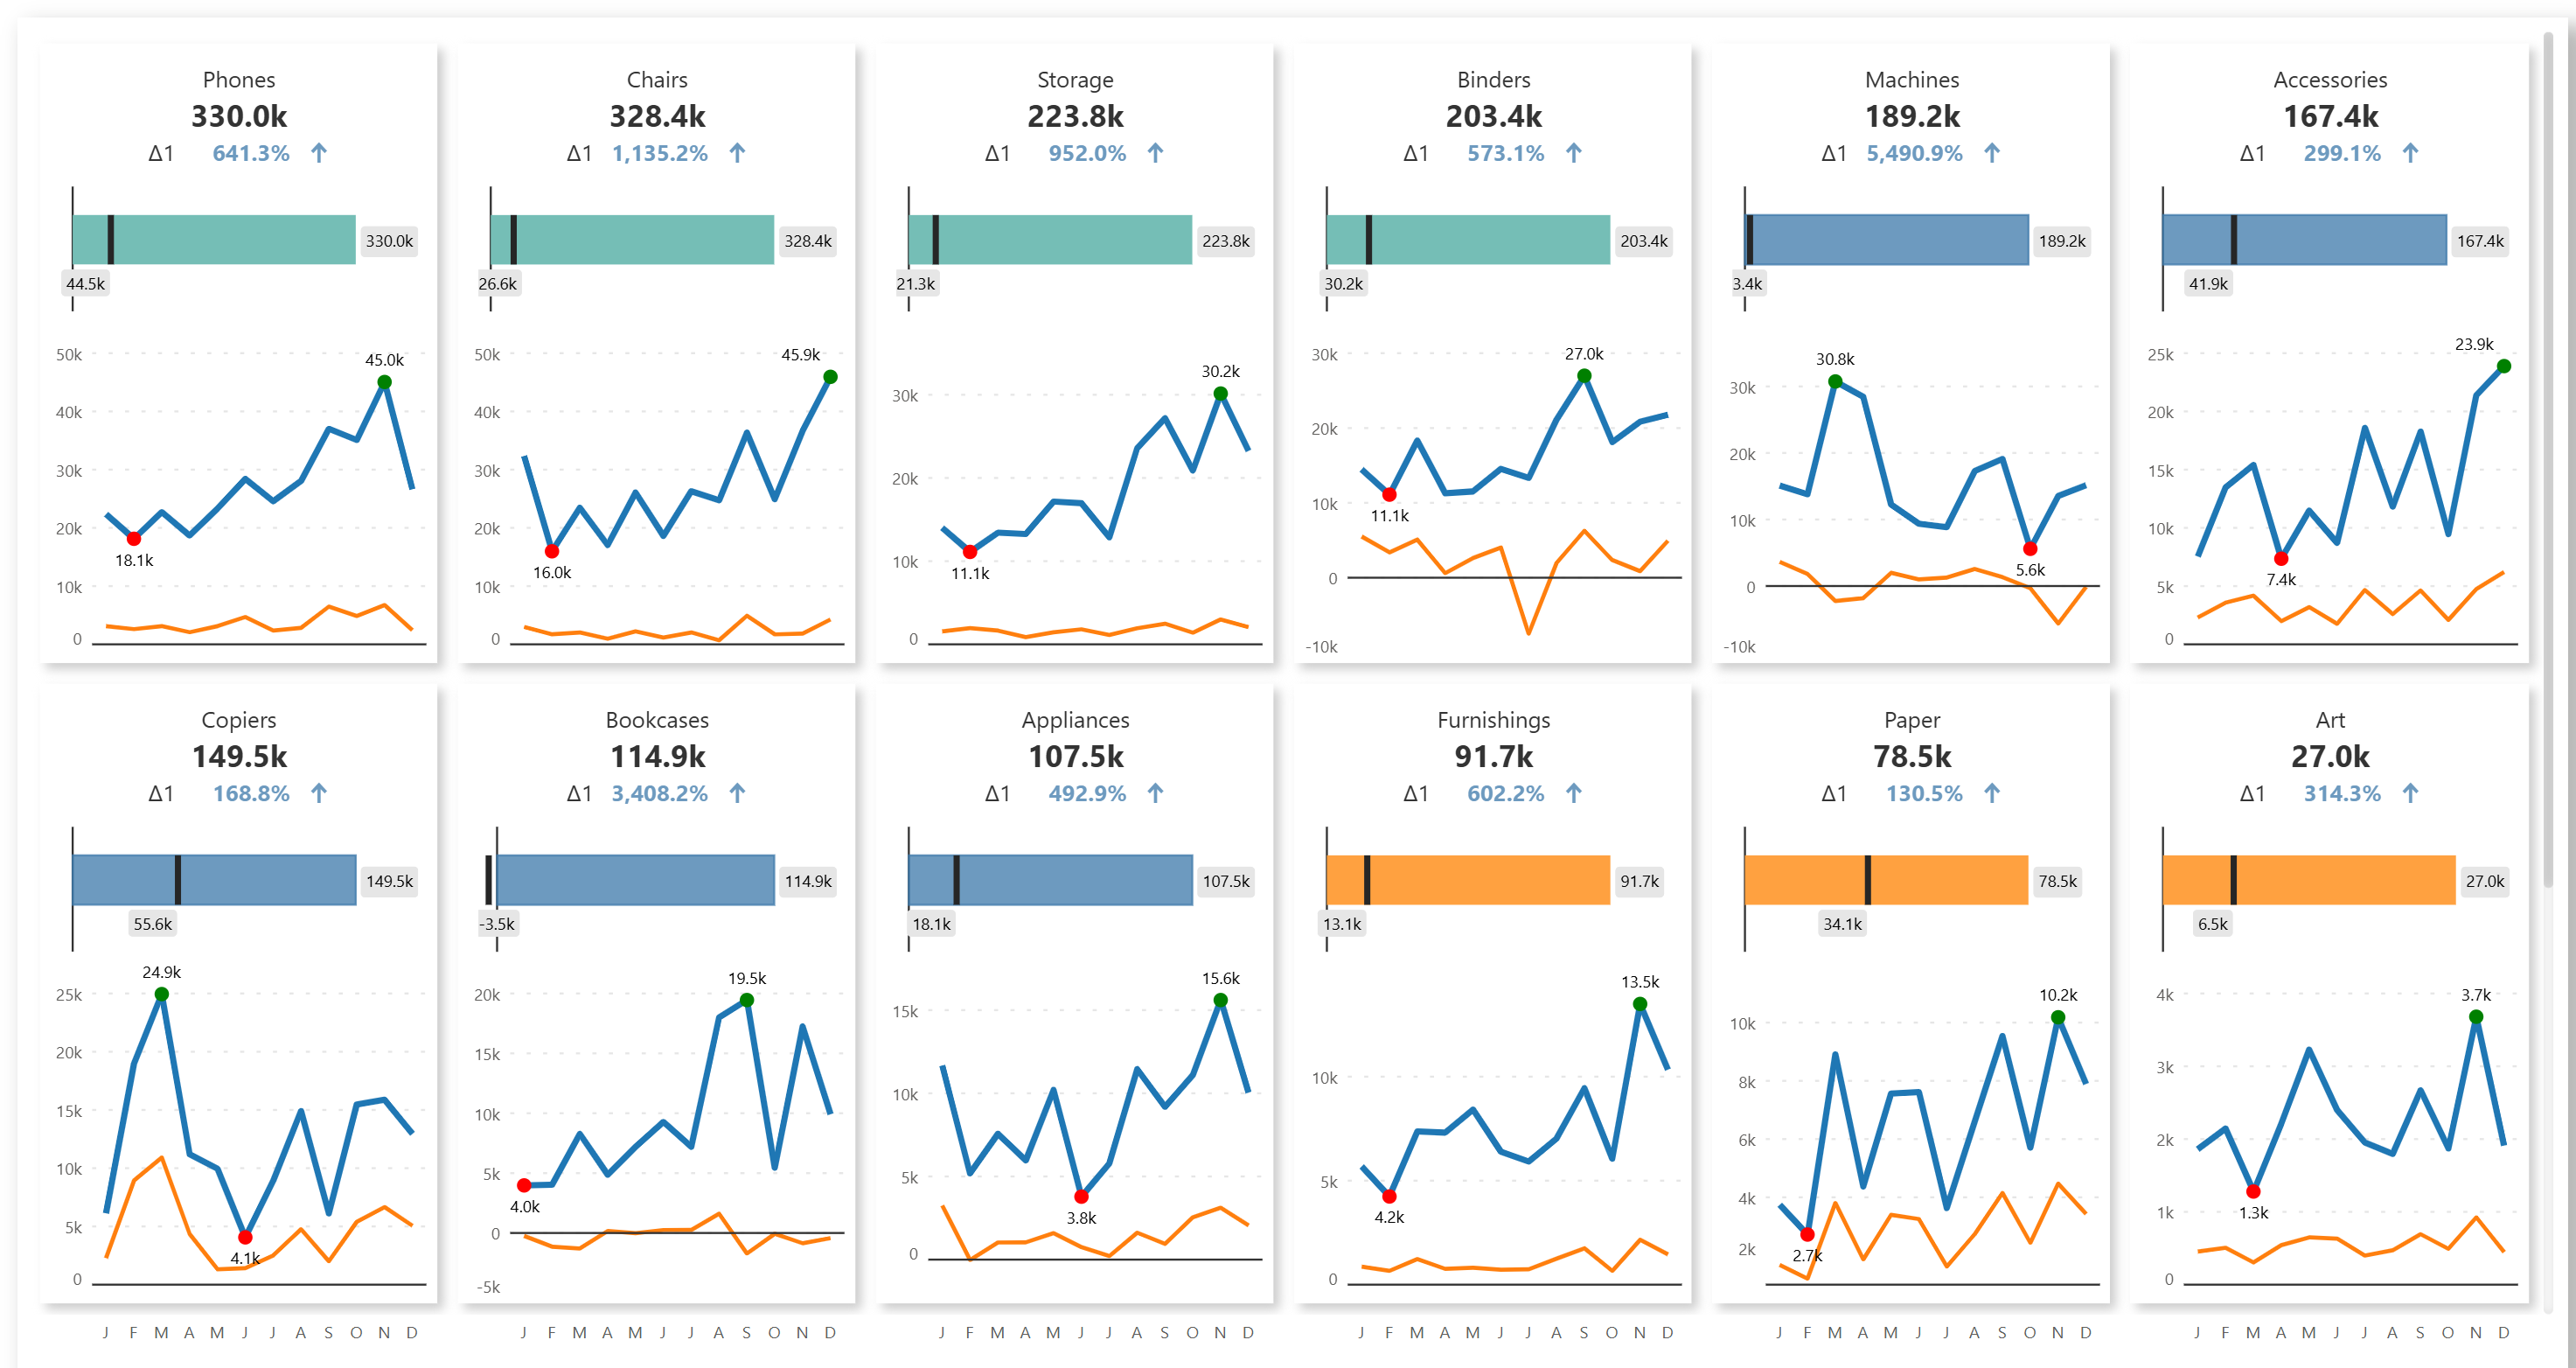 Phones
330.0k
Δ1 641.3% ↑
330.0k
44.5k
50k
40k
30k
20k
10k
0
45.0k
18.1k
Chairs
328.4k
Δ1 1,135.2% ↑
328.4k
26.6k
50k
40k
30k
20k
10k
0
45.9k
16.0k
Storage
223.8k
Δ1 952.0% ↑
223.8k
21.3k
30k
20k
10k
0
30.2k
11.1k
Binders
203.4k
Δ1 573.1% ↑
203.4k
30.2k
30k
20k
10k
0
-10k
27.0k
11.1k
Machines
189.2k
Δ1 5,490.9% ↑
189.2k
3.4k
30k
20k
10k
0
-10k
30.8k
5.6k
Accessories
167.4k
Δ1 299.1% ↑
167.4k
41.9k
25k
20k
15k
10k
5k
0
23.9k
7.4k
Copiers
149.5k
Δ1 168.8% ↑
149.5k
55.6k
25k
20k
15k
10k
5k
0
24.9k
4.1k
J F M A M J J A S O N D
Bookcases
114.9k
Δ1 3,408.2% ↑
114.9k
-3.5k
20k
15k
10k
5k
0
-5k
19.5k
4.0k
J F M A M J J A S O N D
Appliances
107.5k
Δ1 492.9% ↑
107.5k
18.1k
15k
10k
5k
0
15.6k
3.8k
J F M A M J J A S O N D
Furnishings
91.7k
Δ1 602.2% ↑
91.7k
13.1k
10k
5k
0
13.5k
4.2k
J F M A M J J A S O N D
Paper
78.5k
Δ1 130.5% ↑
78.5k
34.1k
10k
8k
6k
4k
2k
10.2k
2.7k
J F M A M J J A S O N D
Art
27.0k
Δ1 314.3% ↑
27.0k
6.5k
4k
3k
2k
1k
0
3.7k
1.3k
J F M A M J J A S O N D